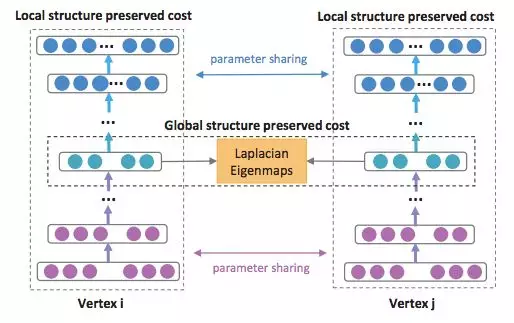 Local structure preserved cost
Local structure preserved cost
...
...
parameter sharing
...
...
...
...
Global structure preserved cost
Laplacian
Eigenmaps
...
...
parameter sharing
Vertex i
Vertex j